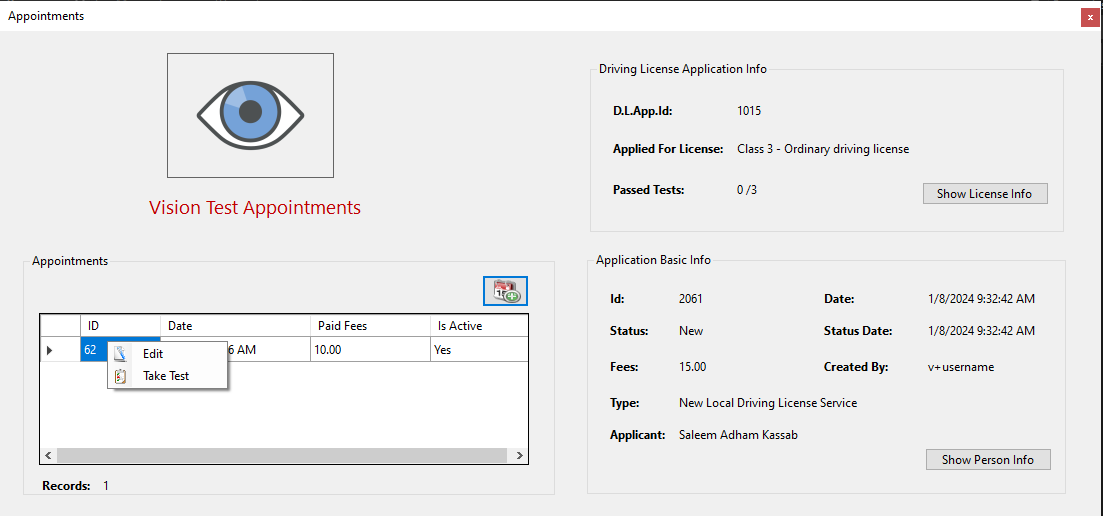 Appointments
Vision Test Appointments
Driving License Application Info
D.L.App.Id: 1015
Applied For License: Class 3 - Ordinary driving license
Passed Tests: 0 /3
Show License Info
Appointments
ID Date Paid Fees Is Active
62 6 AM 10.00 Yes
Edit
Take Test
Records: 1
Application Basic Info
Id: 2061 Date: 1/8/2024 9:32:42 AM
Status: New Status Date: 1/8/2024 9:32:42 AM
Fees: 15.00 Created By: v+username
Type: New Local Driving License Service
Applicant: Saleem Adham Kassab
Show Person Info